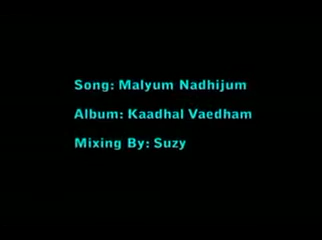 Song: Malyum Nadhijum
Album: Kaadhal Vaedham
Mixing By: Suzy